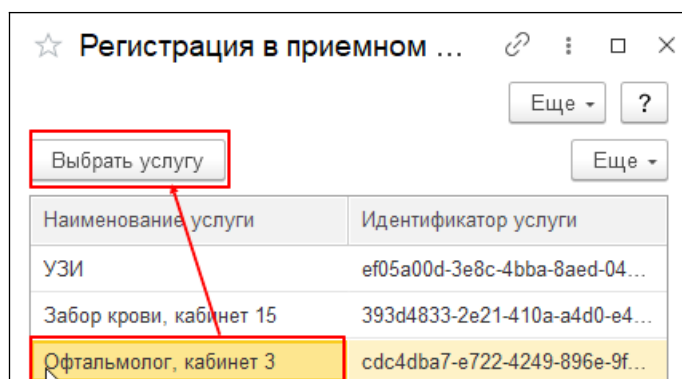 Регистрация в приемном ...
Еще ?
Выбрать услугу Еще
Наименование услуги Идентификатор услуги
УЗИ ef05a00d-3e8c-4bba-8aed-04...
Забор крови, кабинет 15 393d4833-2e21-410a-a4d0-e4...
Офтальмолог, кабинет 3 cdc4dba7-e722-4249-896e-9f...